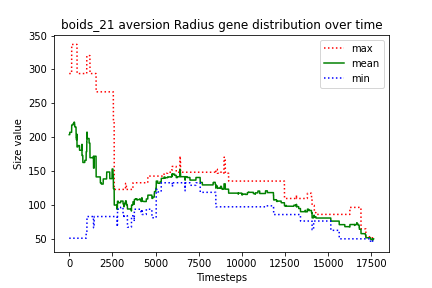 boids_21 aversion Radius gene distribution over time
350
300
250
200
150
100
50
Size value
max
mean
min
0
2500
5000
7500
10000
12500
15000
17500
Timesteps